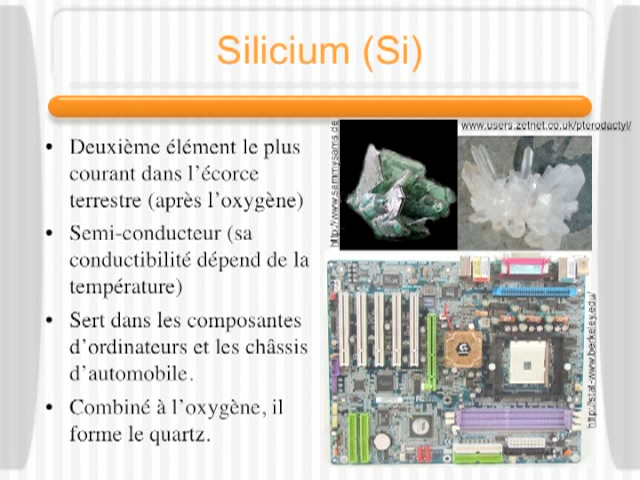 Silicium (Si)
• Deuxième élément le plus
courant dans l'écorce
terrestre (après l'oxygène)
• Semi-conducteur (sa
conductibilité dépend de la
température)
• Sert dans les composantes
d'ordinateurs et les châssis
d'automobile.
• Combiné à l'oxygène, il
forme le quartz.
http://www.sammysams.de
www.users.zetnet.co.uk/pterodactyl/
http://stat-www.berkeley.edu/